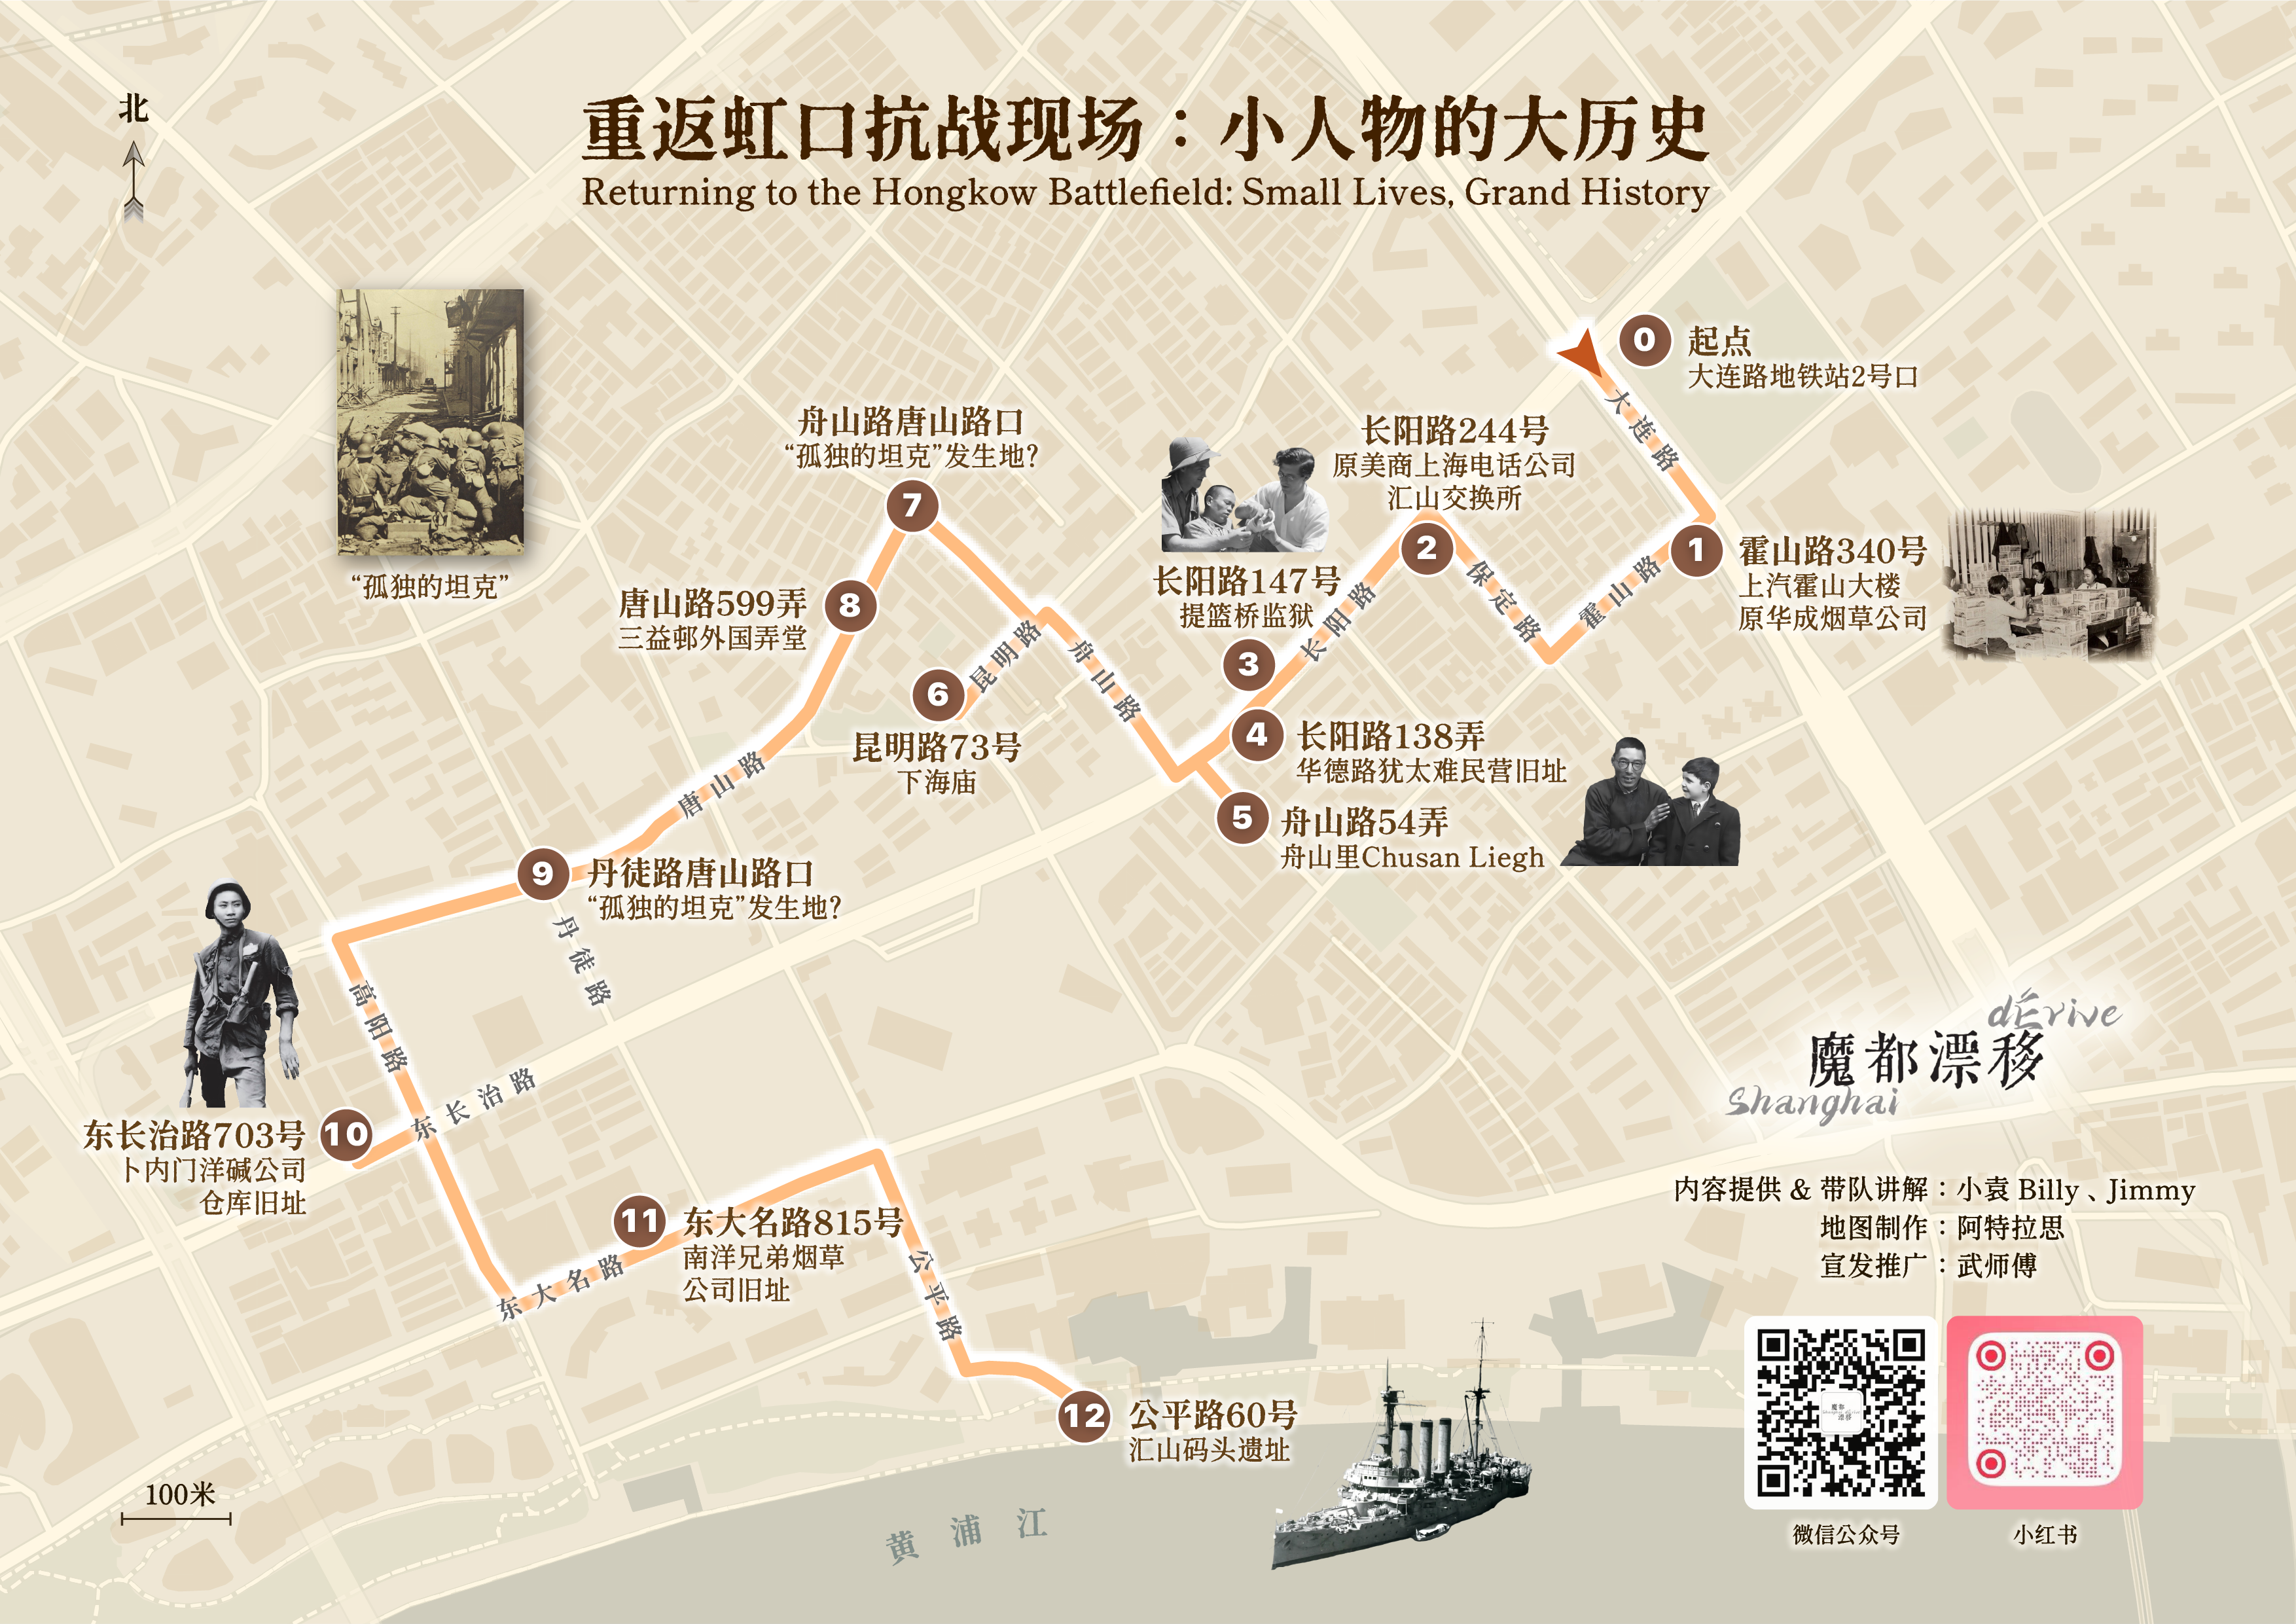 北
重返虹口抗战现场：小人物的大历史
Returning to the Hongkow Battlefield: Small Lives, Grand History
“孤独的坦克”
0
起点
大连路地铁站2号口
大连路
1
霍山路340号
上汽霍山大楼
原华成烟草公司
霍山路
保定路
长阳路244号
原美商上海电话公司
汇山交换所
2
长阳路
长阳路147号
提篮桥监狱
3
4
长阳路138弄
华德路犹太难民营旧址
5
舟山路54弄
舟山里Chusan Liegh
舟山路
昆明路
6
昆明路73号
下海庙
舟山路唐山路口
“孤独的坦克”发生地?
7
唐山路599弄
三益邨外国弄堂
8
唐山路
9
丹徒路唐山路口
“孤独的坦克”发生地?
丹徒路
高阳路
东长治路
东长治路703号
卜内门洋碱公司
仓库旧址
10
东大名路
11
东大名路815号
南洋兄弟烟草
公司旧址
公平路
12
公平路60号
汇山码头遗址
黄浦江
100米
dÉrive
魔都漂移
Shanghai
内容提供 & 带队讲解：小袁 Billy、Jimmy
地图制作：阿特拉思
宣发推广：武师傅
微信公众号
小红书